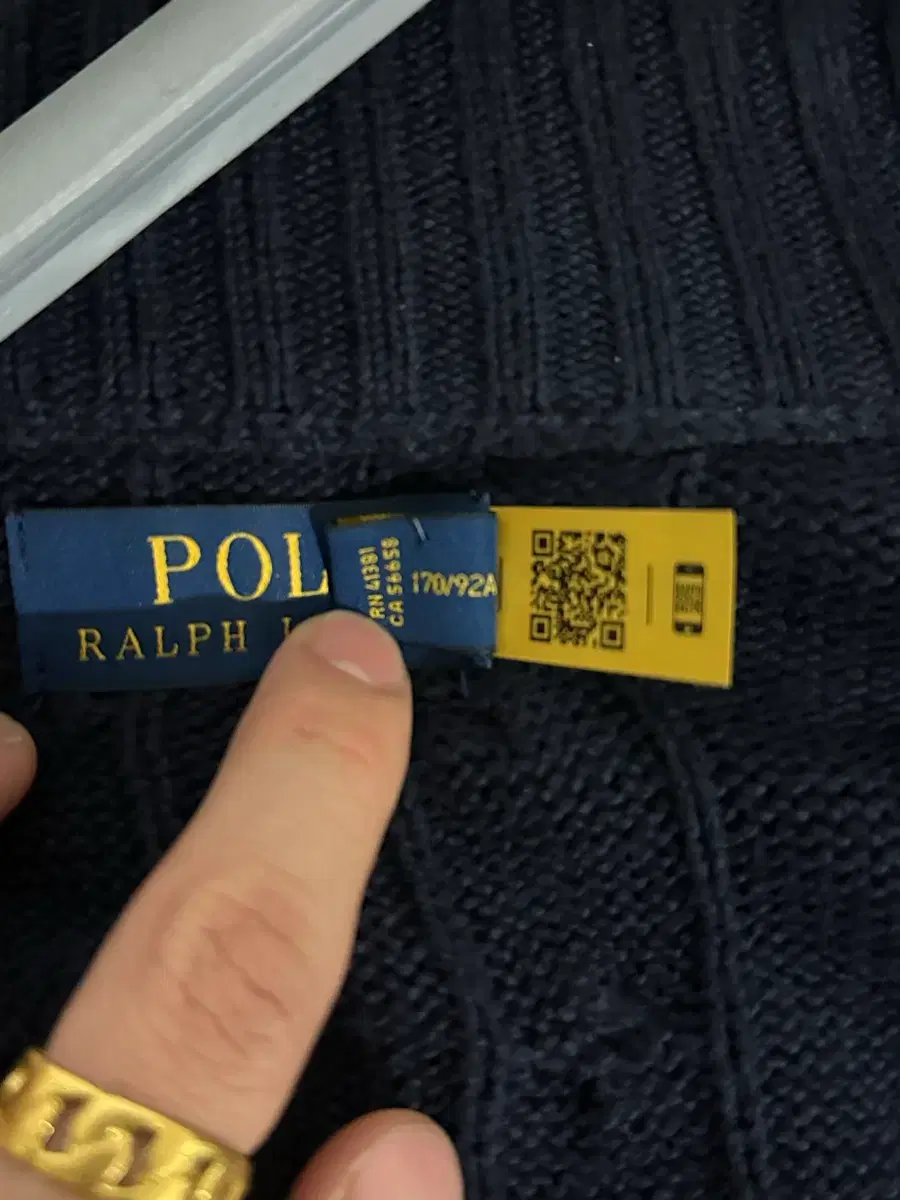 POL
RALPH
RN 41381
CA 56658
170/92A